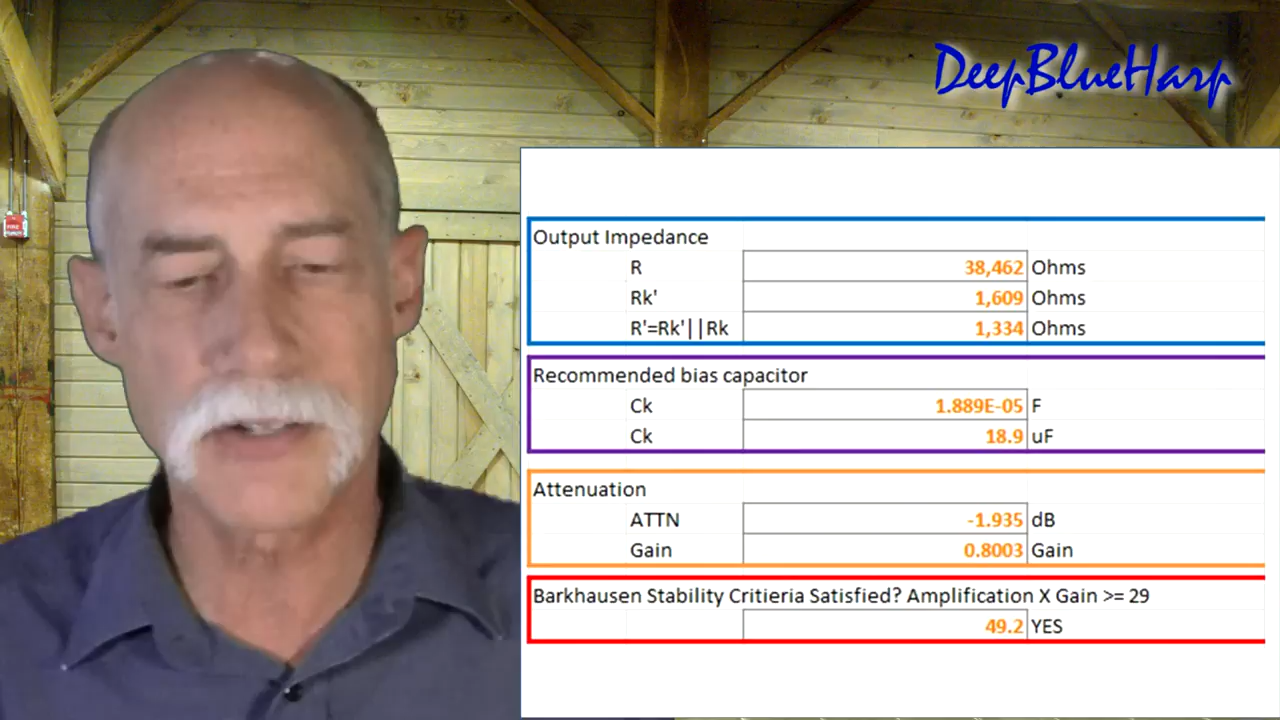 DeepBlueHarp
Output Impedance
R 38,462 Ohms
Rk' 1,609 Ohms
R'=Rk'||Rk 1,334 Ohms
Recommended bias capacitor
Ck 1.889E-05 F
Ck 18.9 uF
Attenuation
ATTN -1.935 dB
Gain 0.8003 Gain
Barkhausen Stability Critieria Satisfied? Amplification X Gain >= 29
49.2 YES